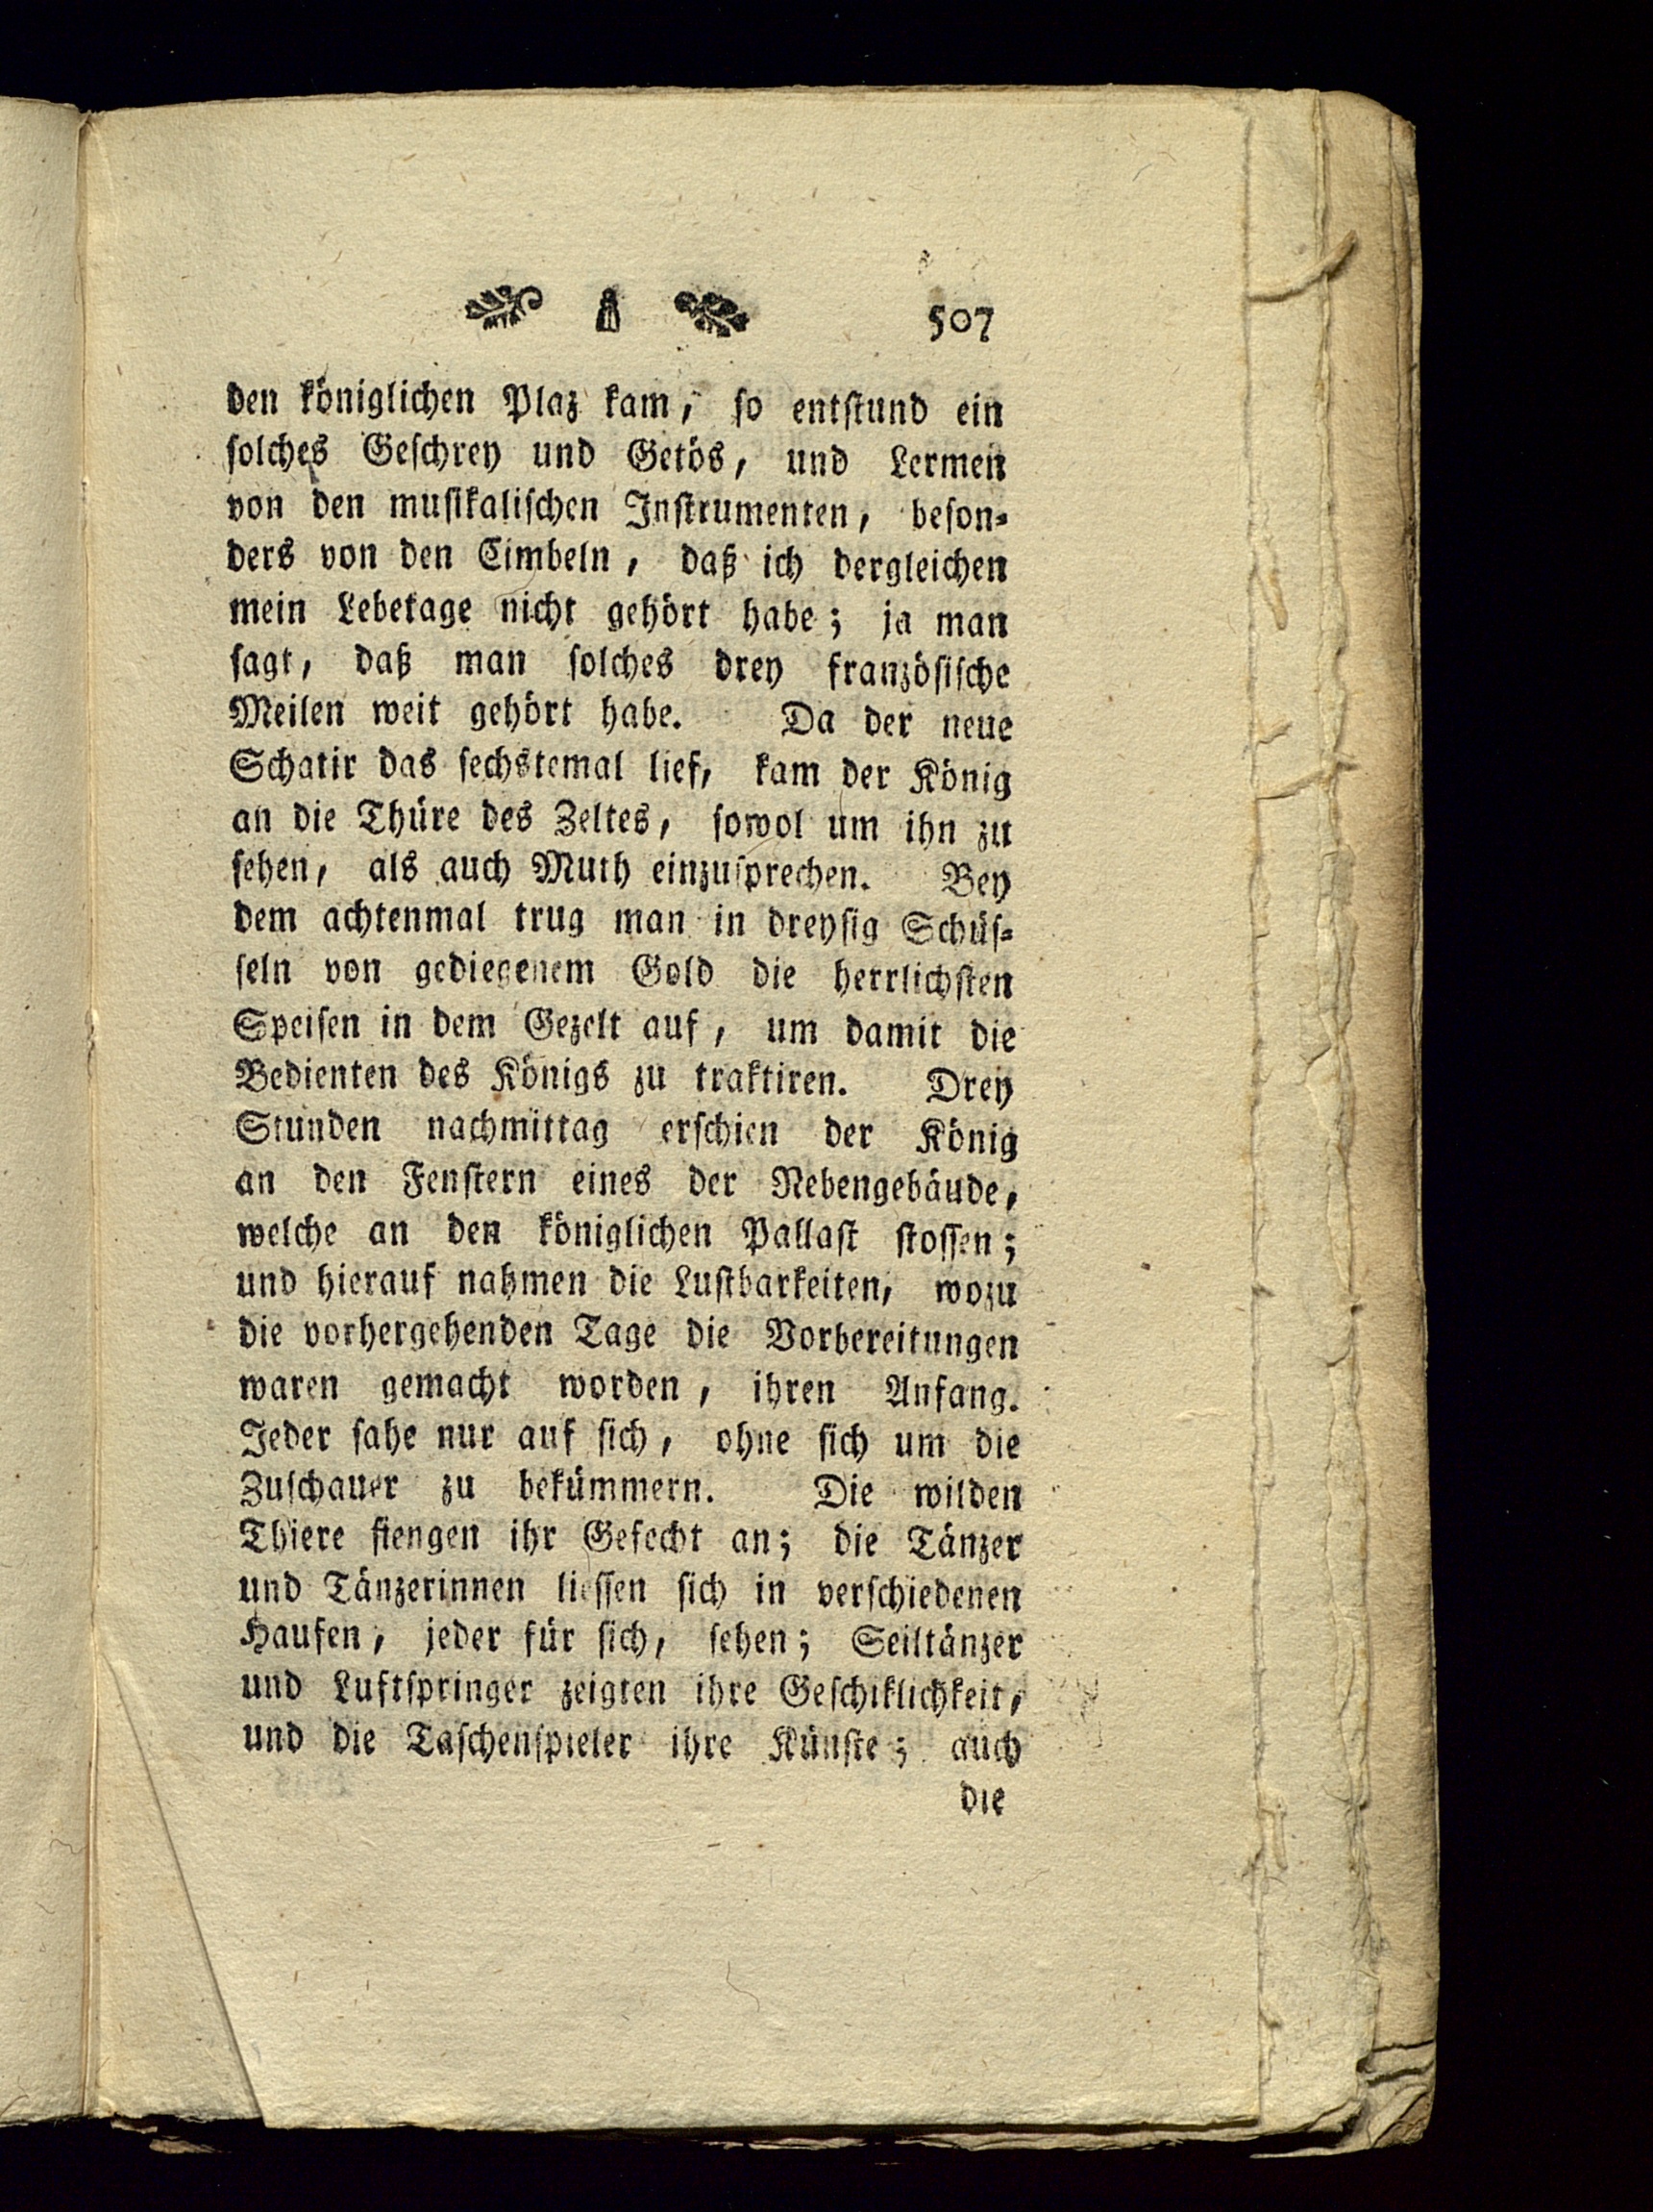 507
den königlichen Plaz kam, so entstund ein
solches Geschrey und Getös, und Lermen
von den musikalischen Instrumenten, beson-
ders von den Cimbeln, daß ich dergleichen
mein Lebetage nicht gehört habe; ja man
sagt, daß man solches drey französische
Meilen weit gehört habe. Da der neue
Schatir das sechstemal lief, kam der König
an die Thüre des Zeltes, sowol um ihn zu
sehen, als auch Muth einzusprechen. Bey
dem achtenmal trug man in dreysig Schüs-
seln von gediegenem Gold die herrlichsten
Speisen in dem Gezelt auf, um damit die
Bedienten des Königs zu traktiren. Drey
Stunden nachmittag erschien der König
an den Fenstern eines der Nebengebäude,
welche an den königlichen Pallast stossen;
und hierauf nahmen die Lustbarkeiten, wozu
die vorhergehenden Tage die Vorbereitungen
waren gemacht worden, ihren Anfang.
Jeder sahe nur auf sich, ohne sich um die
Zuschauer zu bekümmern. Die wilden
Thiere fiengen ihr Gefecht an; die Tänzer
und Tänzerinnen liessen sich in verschiedenen
Haufen, jeder für sich, sehen; Seiltänzer
und Luftspringer zeigten ihre Geschiklichkeit,
und die Taschenspieler ihre Künste; auch
die